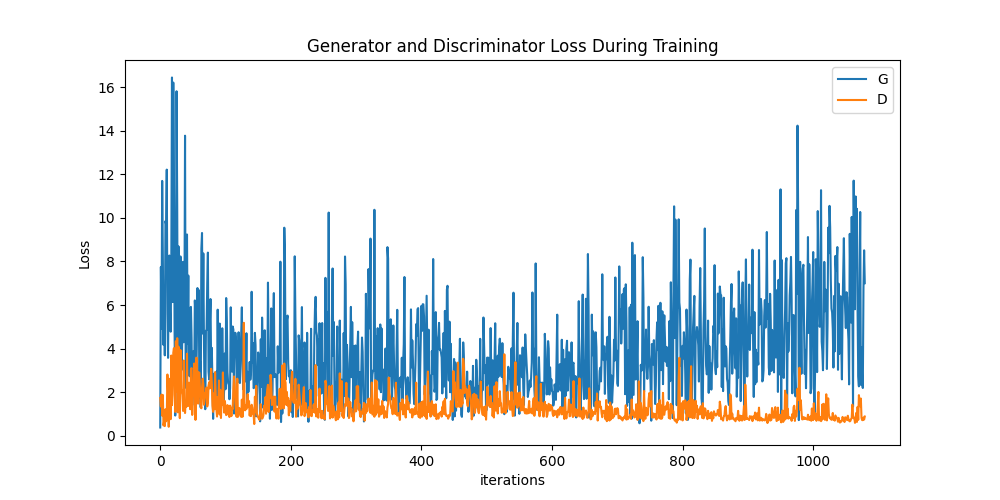 Generator and Discriminator Loss During Training
G
D
16
14
12
10
8
6
4
2
0
Loss
0 200 400 600 800 1000
iterations